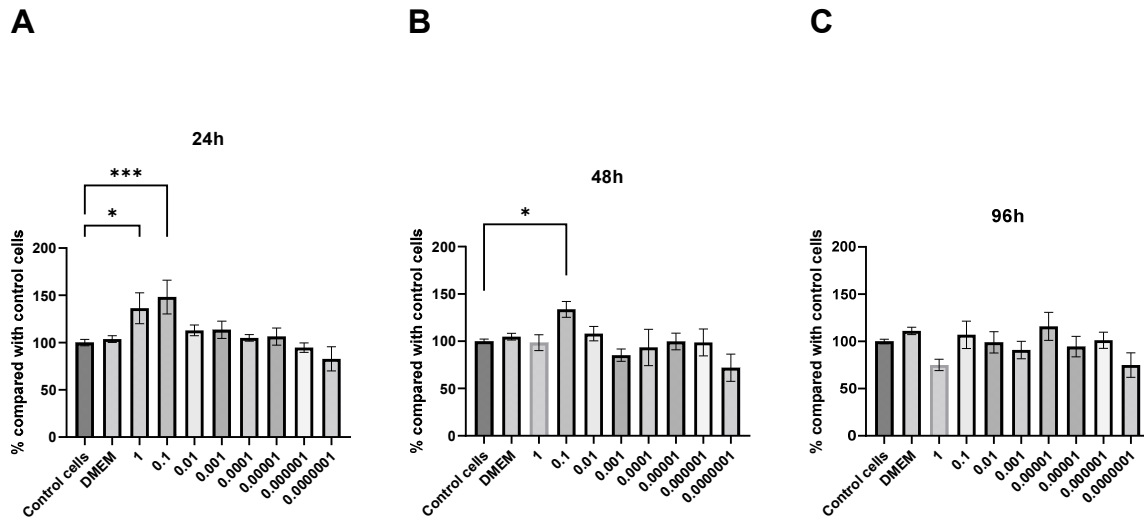 A
B
C
24h
48h
96h
***
*
*
% compared with control cells
200
150
100
50
0
Control cells
DMEM
1
0.1
0.01
0.001
0.0001
0.00001
0.000001
0.0000001
% compared with control cells
200
150
100
50
0
Control cells
DMEM
1
0.1
0.01
0.001
0.0001
0.00001
0.000001
0.0000001
% compared with control cells
200
150
100
50
0
Control cells
DMEM
1
0.1
0.01
0.001
0.00001
0.00001
0.000001
0.0000001